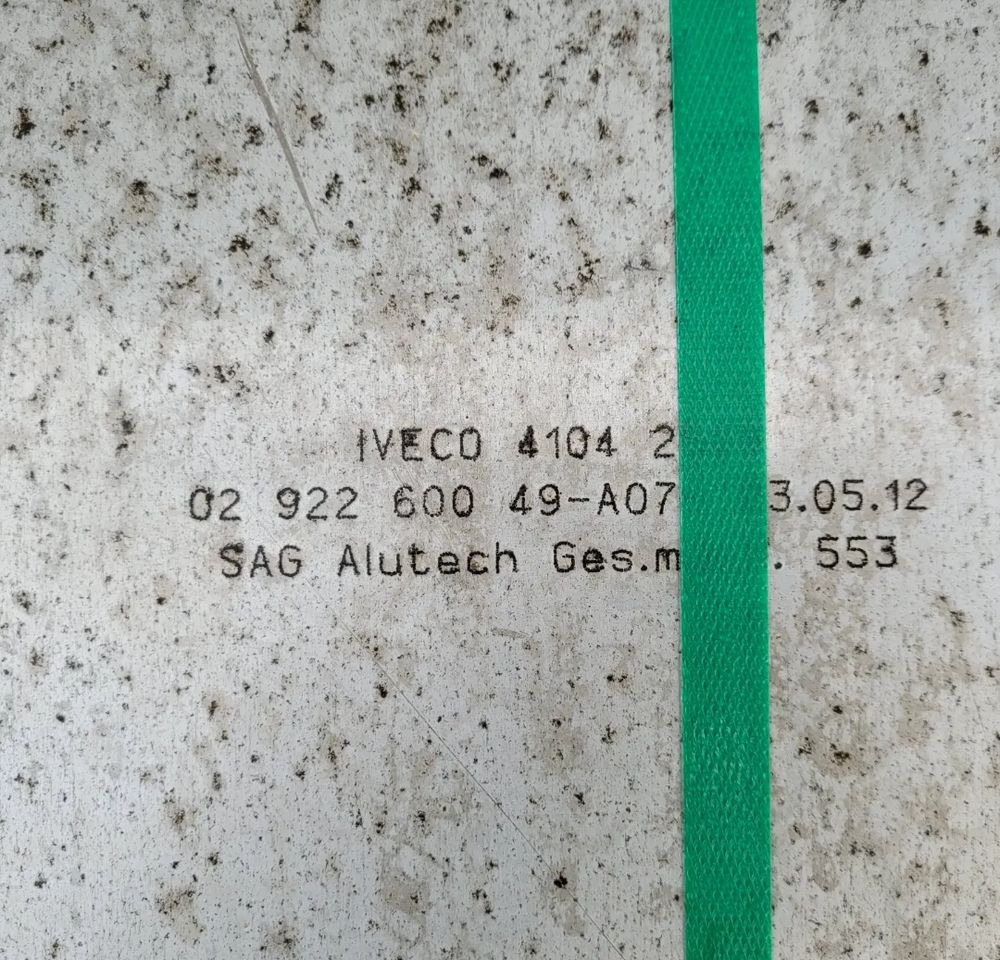 IVECO 4104 2
02 922 600 49-A07 3.05.12
SAG Alutech Ges.m . 553